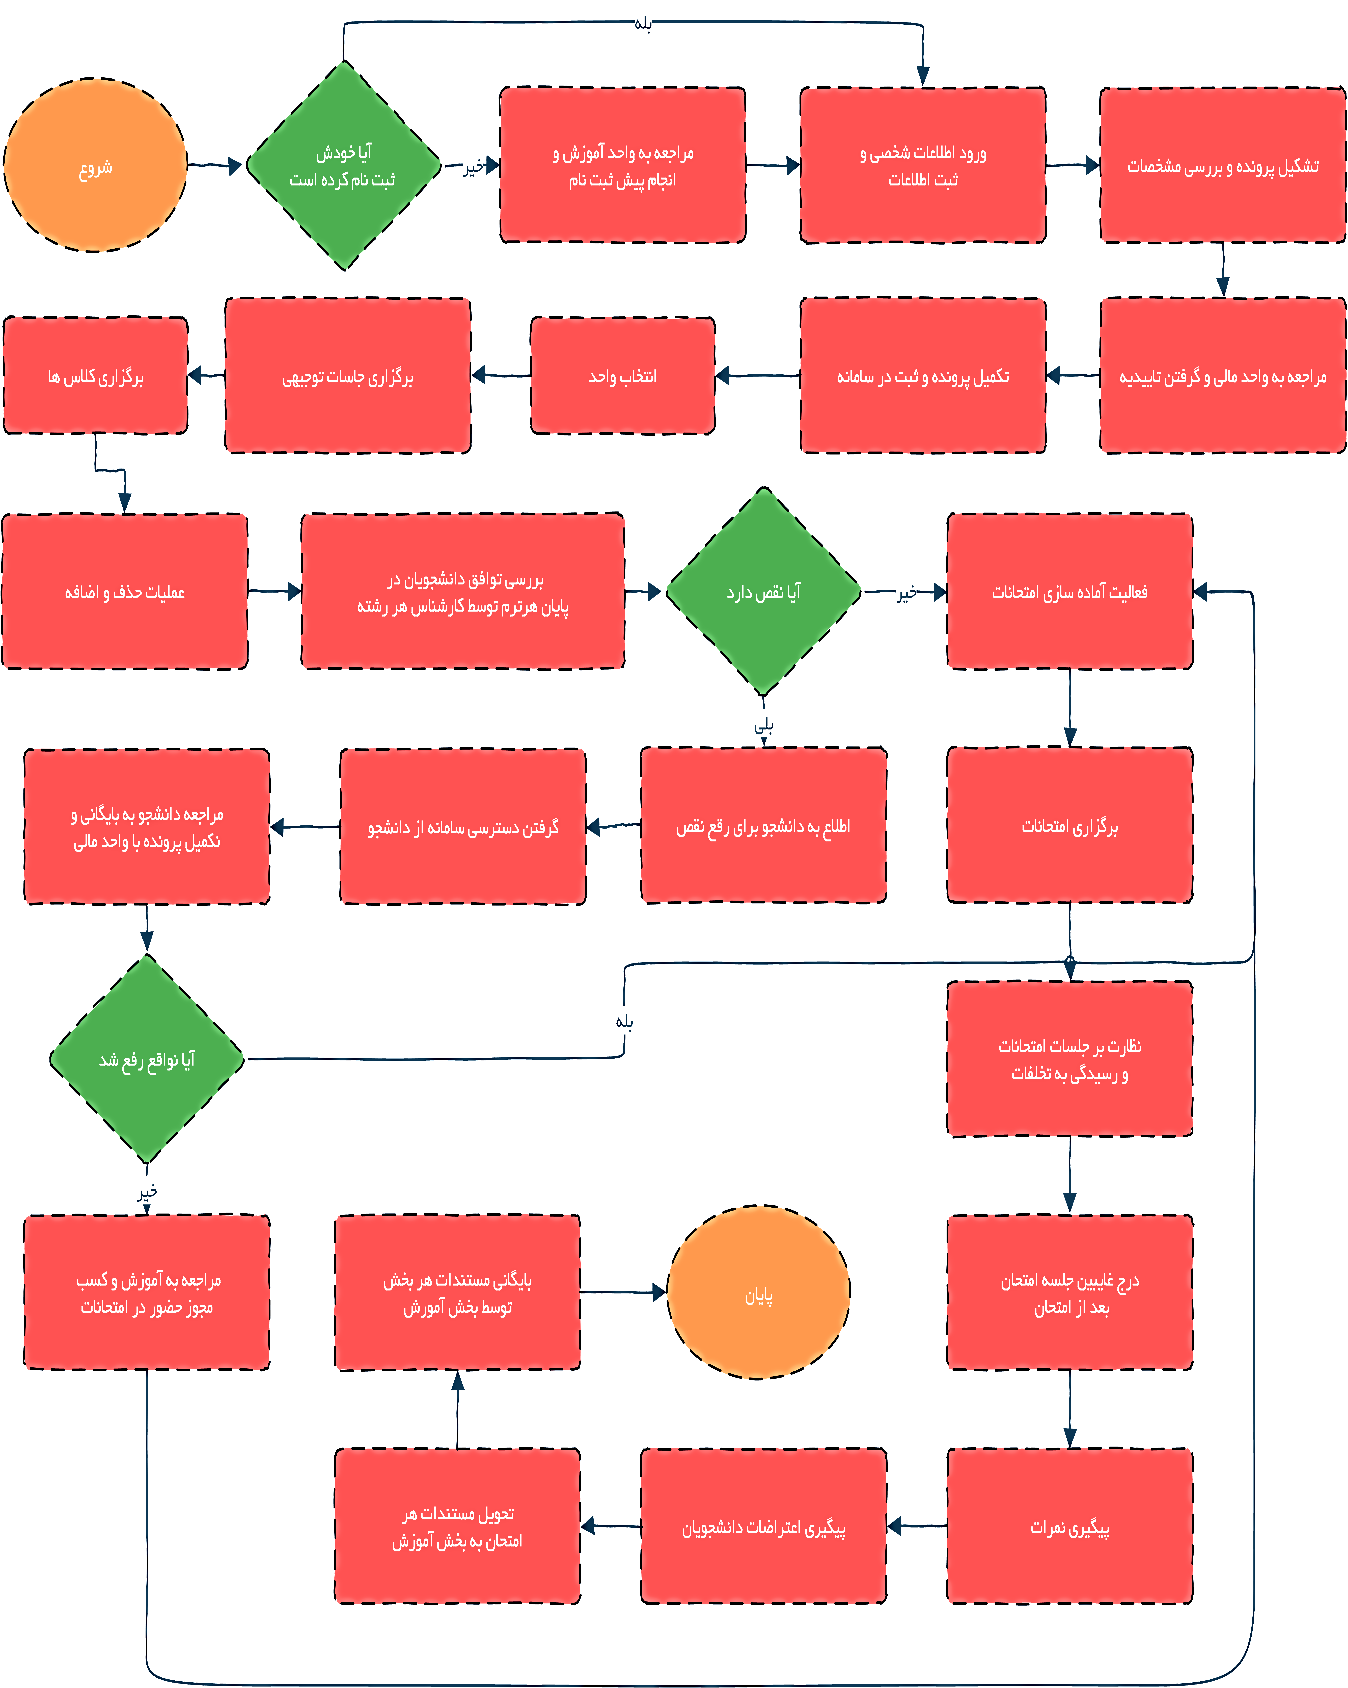 بله
شروع
آیا خودش
ثبت نام کرده است
خیر
مراجعه به واحد آموزش و
انجام پیش ثبت نام
ورود اطلاعات شخصی و
ثبت اطلاعات
تشکیل پرونده و بررسی مشخصات
مراجعه به واحد مالی و گرفتن تاییدیه
تکمیل پرونده و ثبت در سامانه
انتخاب واحد
برگزاری جاسات توجیهی
برگزاری کلاس ها
عملیات حذف و اضافه
بررسی توافق دانشجویان در
پایان هرترم توسط کارشناس هر رشته
آیا نقص دارد
خیر
فعالیت آماده سازی امتحانات
بلی
برگزاری امتحانات
اطلاع به دانشجو برای رقع نقص
گرفتن دسترسی سامانه از دانشجو
مراجعه دانشجو به بایگانی و
نکمیل پرونده با واحد مالی
آیا نواقع رفع شد
بله
نظارت بر جلسات امتحانات
و رسیدگی به تخلفات
خیر
مراجعه به آموزش و کسب
مجوز حضور در امتحانات
بایگانی مستندات هر بخش
توسط بخش آمورش
پایان
درج غایبین جلسه امتحان
بعد از امتحان
پیگیری نمرات
پیگیری اعتراضات دانشجویان
تحویل مستندات هر
امتحان به بخش آموزش